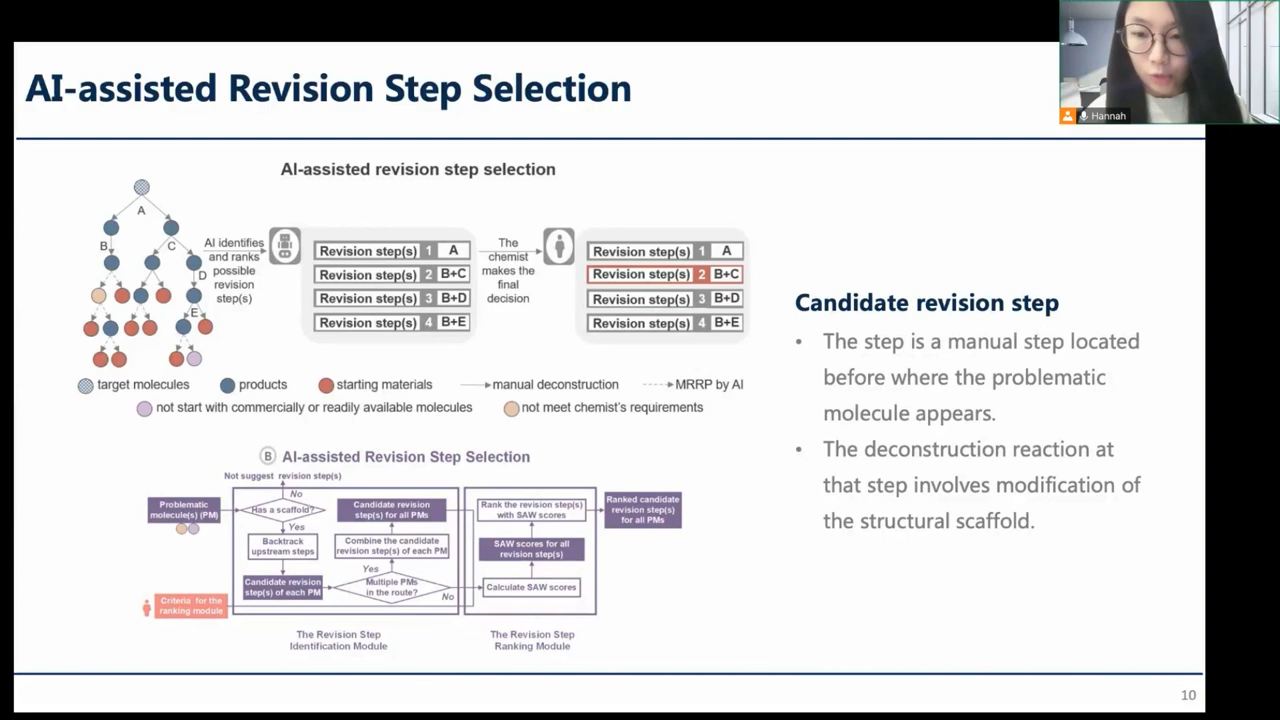 AI-assisted Revision Step Selection
Hannah
AI-assisted revision step selection
A
B
C
D
E
AI identifies
and ranks
possible
revision
step(s)
Revision step(s) 1 A
Revision step(s) 2 B+C
Revision step(s) 3 B+D
Revision step(s) 4 B+E
The
chemist
makes the
final
decision
Revision step(s) 1 A
Revision step(s) 2 B+C
Revision step(s) 3 B+D
Revision step(s) 4 B+E
target molecules
products
starting materials
manual deconstruction
MRRP by AI
not start with commercially or readily available molecules
not meet chemist's requirements
Candidate revision step
• The step is a manual step located
before where the problematic
molecule appears.
• The deconstruction reaction at
that step involves modification of
the structural scaffold.
B AI-assisted Revision Step Selection
Not suggest revision step(s)
No
Problematic
molecule(s) (PM)
Has a scaffold?
Yes
Backtrack
upstream steps
Candidate revision
step(s) of each PM
Candidate revision
step(s) for all PMs
Combine the candidate
revision step(s) of each PM
Yes
Multiple PMs
in the route?
No
Rank the revision step(s)
with SAW scores
SAW scores for all
revision step(s)
Calculate SAW scores
Ranked candidate
revision step(s)
for all PMs
Criteria for the
ranking module
The Revision Step
Identification Module
The Revision Step
Ranking Module
10